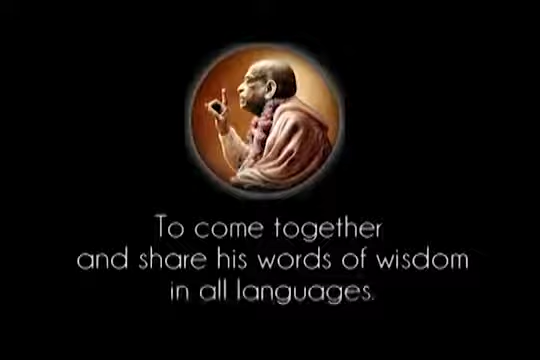 To come together
and share his words of wisdom
in all languages.